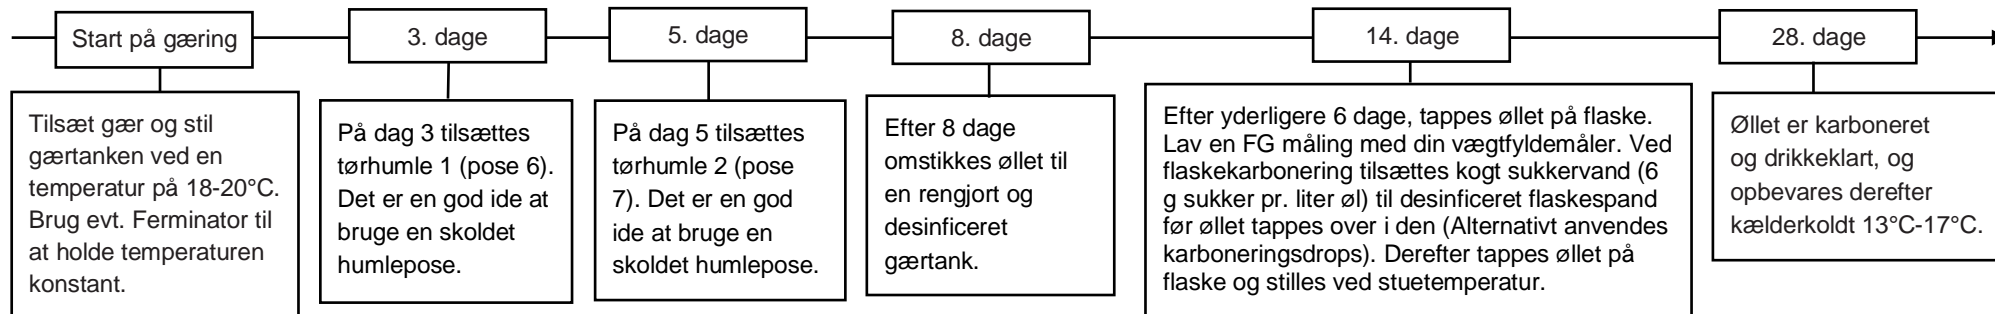 Start på gæring
3. dage
5. dage
8. dage
14. dage
28. dage
Tilsæt gær og stil
gærtanken ved en
temperatur på 18-20°C.
Brug evt. Ferminator til
at holde temperaturen
konstant.
På dag 3 tilsættes
tørhumle 1 (pose 6).
Det er en god ide at
bruge en skoldet
humlepose.
På dag 5 tilsættes
tørhumle 2 (pose
7). Det er en god
ide at bruge en
skoldet humlepose.
Efter 8 dage
omstikkes øllet til
en rengjort og
desinficeret
gærtank.
Efter yderligere 6 dage, tappes øllet på flaske.
Lav en FG måling med din vægtfyldemåler. Ved
flaskekarbonering tilsættes kogt sukkervand (6
g sukker pr. liter øl) til desinficeret flaskespand
før øllet tappes over i den (Alternativt anvendes
karboneringsdrops). Derefter tappes øllet på
flaske og stilles ved stuetemperatur.
Øllet er karboneret
og drikkeklart, og
opbevares derefter
kælderkoldt 13°C-17°C.